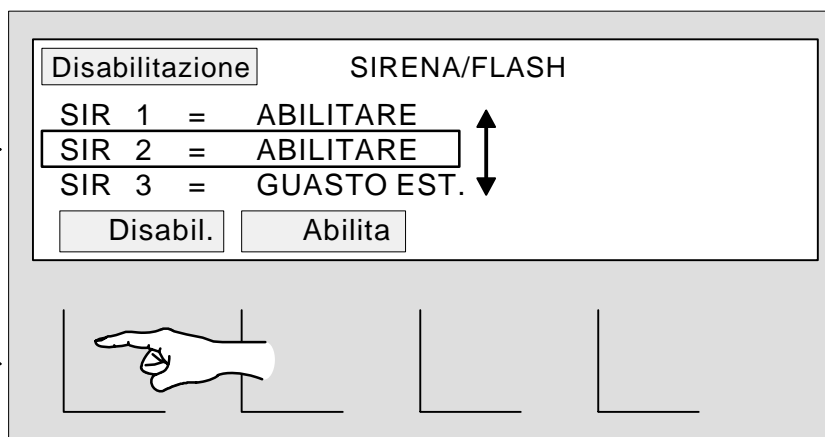 Disabilitazione SIRENA/FLASH
SIR 1 = ABILITARE
SIR 2 = ABILITARE
SIR 3 = GUASTO EST.
Disabil. Abilita